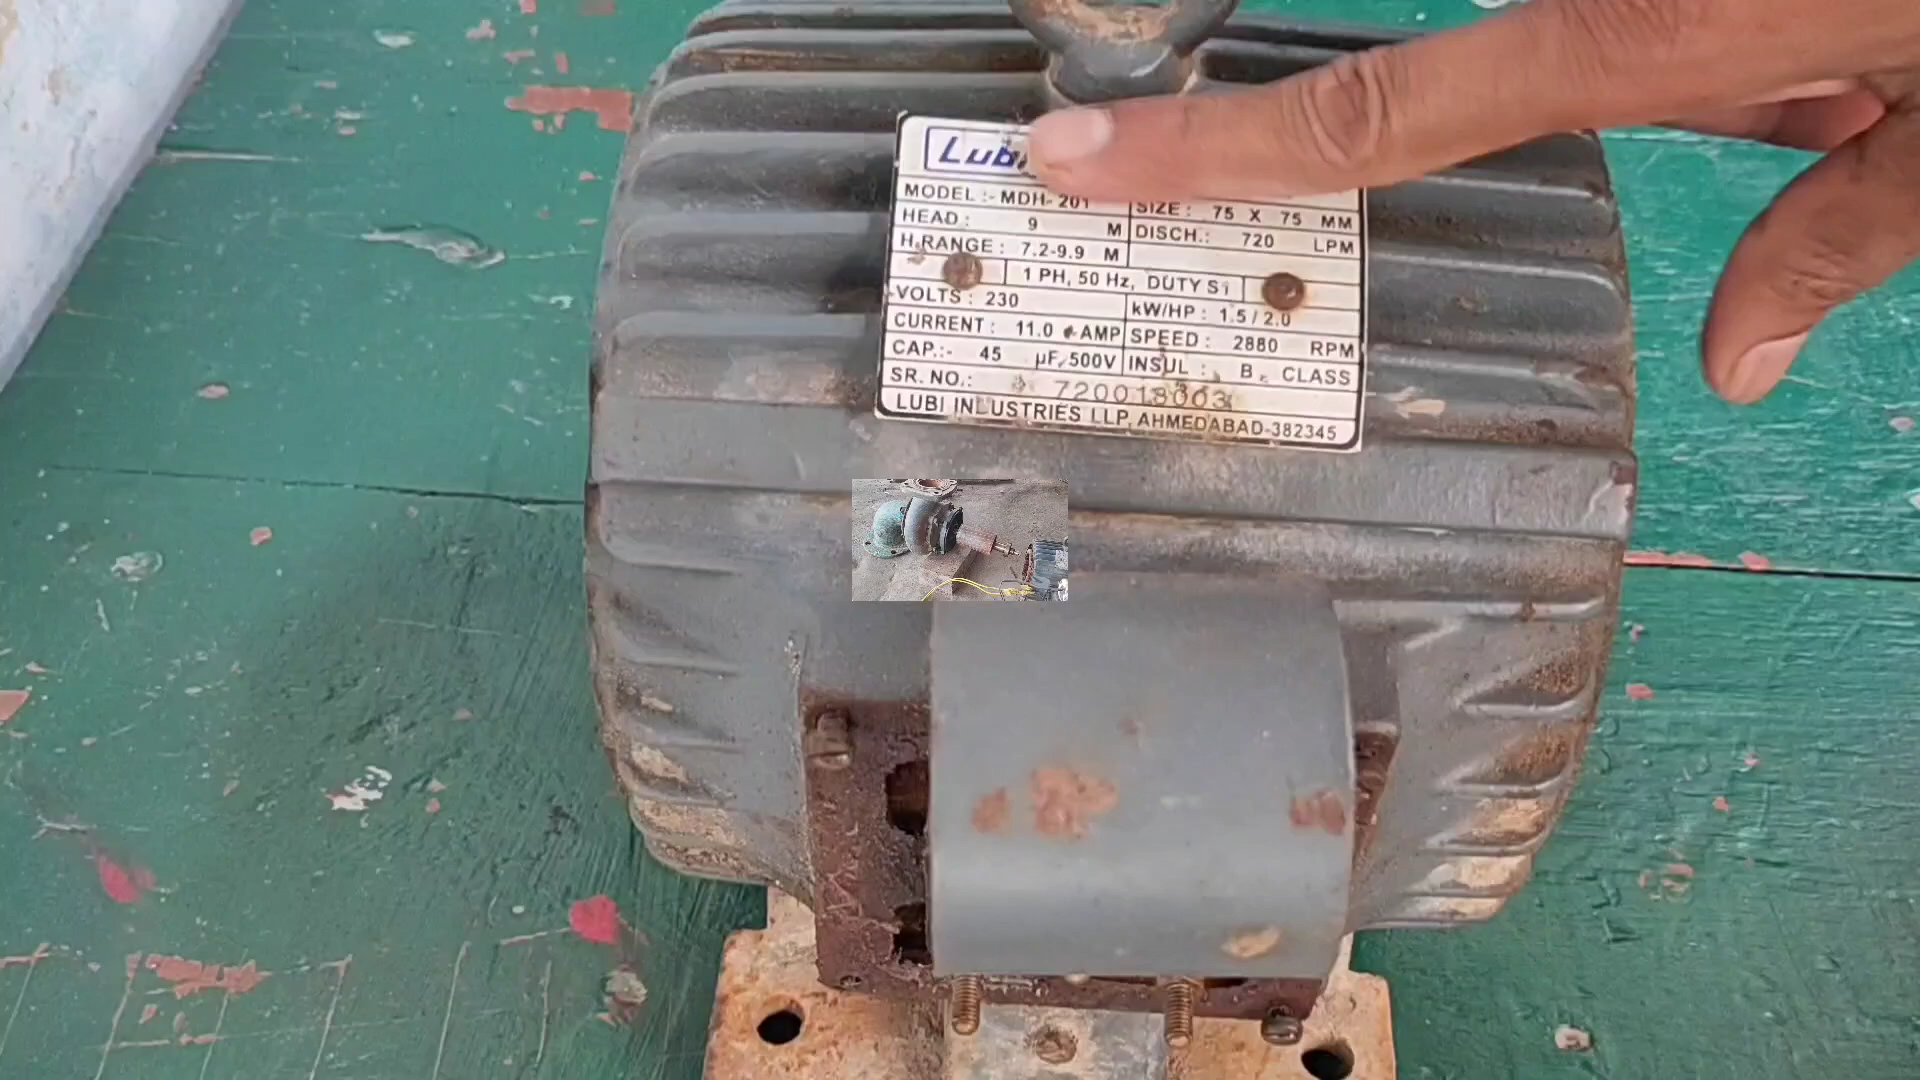 Lubi
MODEL :- MDH- 201 SIZE : 75 X 75 MM
HEAD : 9 M DISCH.: 720 LPM
H.RANGE : 7.2-9.9 M
1 PH, 50 Hz, DUTY S1
VOLTS : 230 kW/HP : 1.5 / 2.0
CURRENT : 11.0 AMP SPEED : 2880 RPM
CAP.:- 45 µF, 500V INSUL : B CLASS
SR. NO.: 720018003
LUBI INDUSTRIES LLP, AHMEDABAD-382345